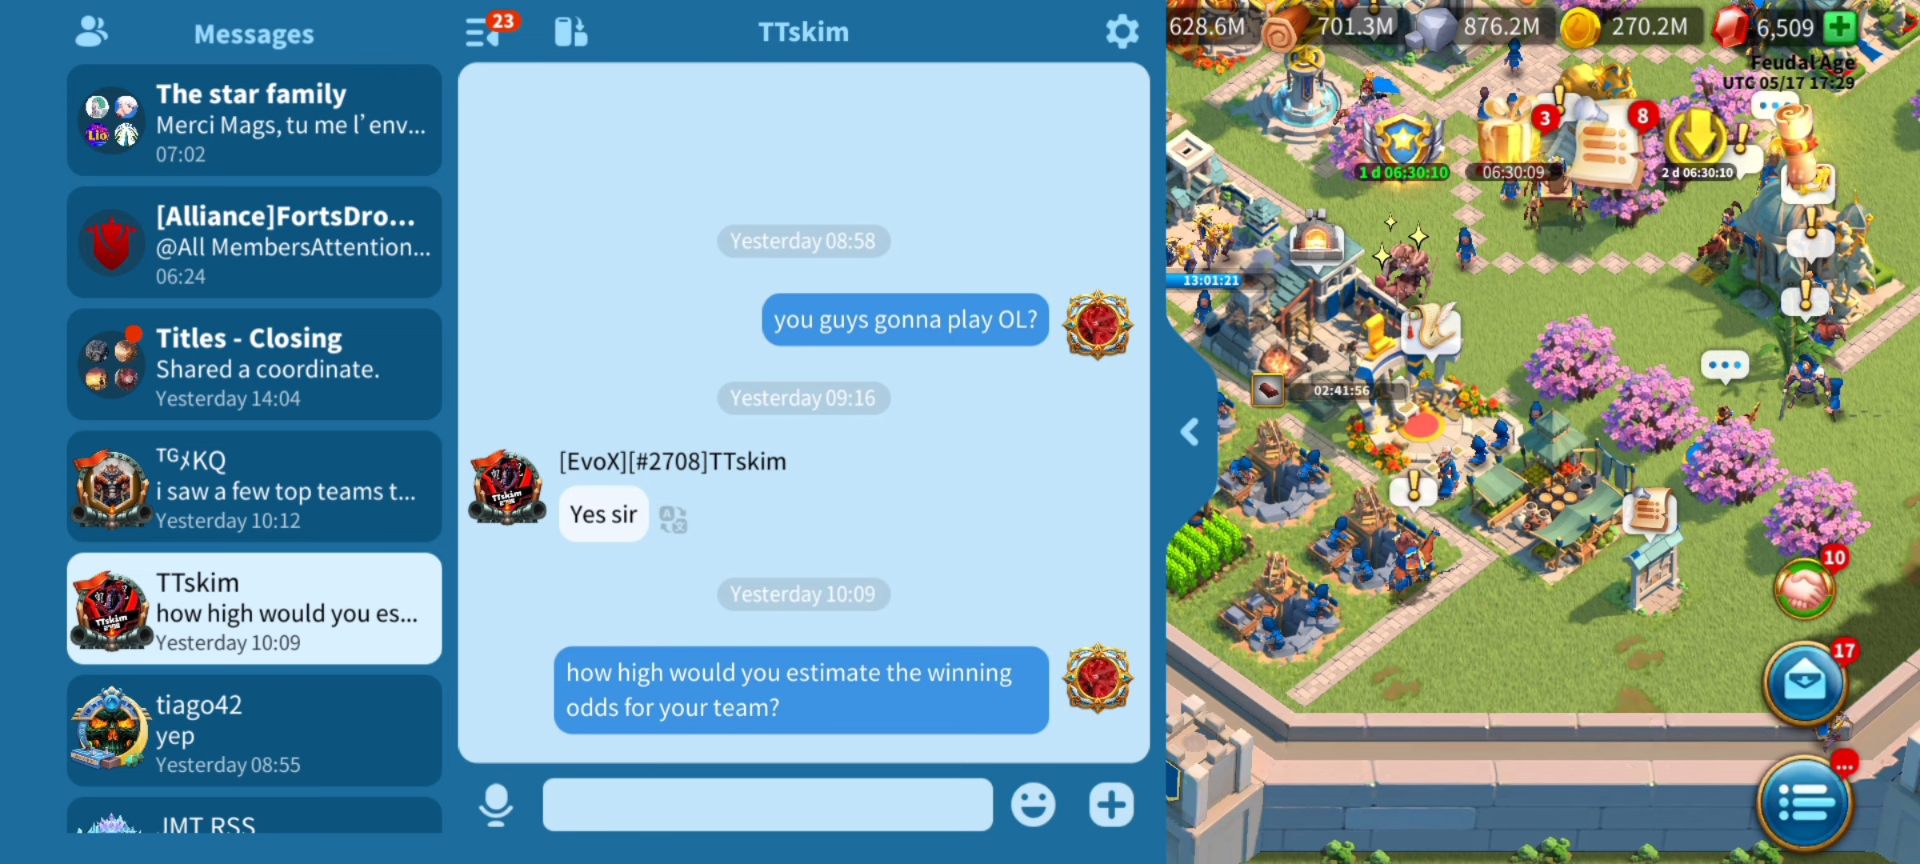 Messages
The star family
Merci Mags, tu me l'env...
07:02
[Alliance]FortsDro...
@All MembersAttention...
06:24
Titles - Closing
Shared a coordinate.
Yesterday 14:04
ᵀᴳ乄KQ
i saw a few top teams t...
Yesterday 10:12
TTskim
how high would you es...
Yesterday 10:09
tiago42
yep
Yesterday 08:55
JMT RSS
23
TTskim
Yesterday 08:58
you guys gonna play OL?
Yesterday 09:16
[EvoX][#2708]TTskim
Yes sir
Yesterday 10:09
how high would you estimate the winning
odds for your team?
628.6M
701.3M
876.2M
270.2M
6,509
Feudal Age
UTC 05/17 17:29
3
8
1 d 06:30:10
06:30:09
2 d 06:30:10
13:01:21
02:41:56
10
17